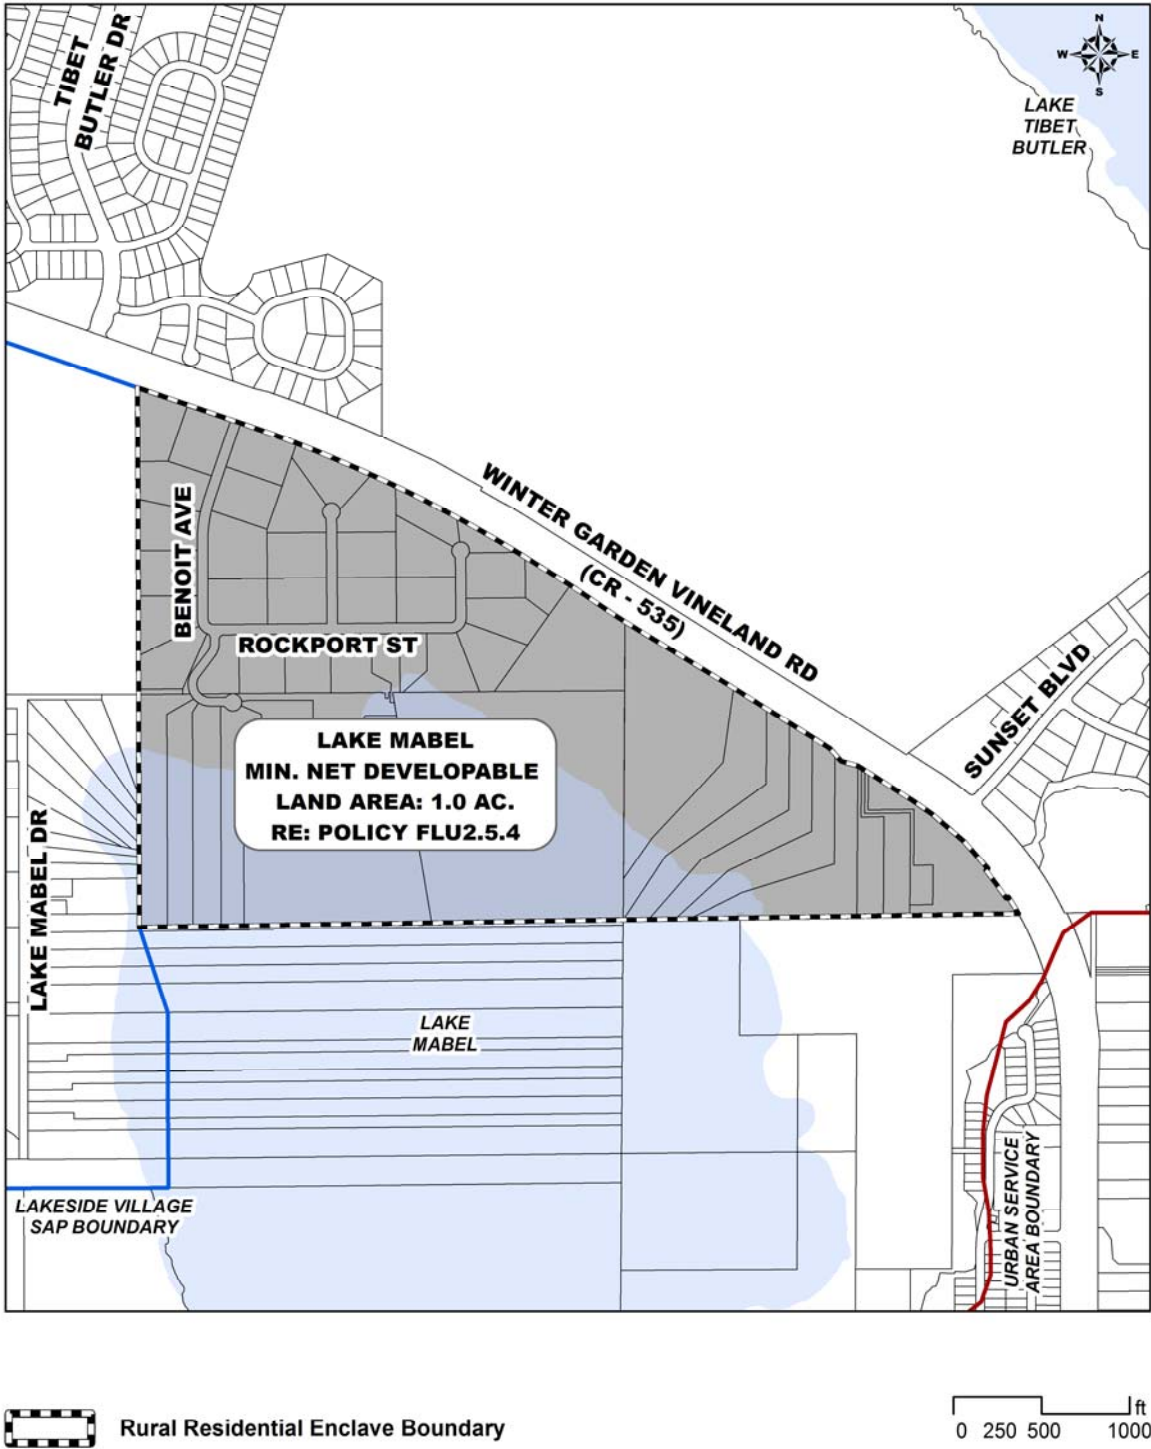 N
W E
S
TIBET
BUTLER DR
LAKE
TIBET
BUTLER
WINTER GARDEN VINELAND RD
(CR - 535)
BENOIT AVE
ROCKPORT ST
SUNSET BLVD
LAKE MABEL
MIN. NET DEVELOPABLE
LAND AREA: 1.0 AC.
RE: POLICY FLU2.5.4
LAKE MABEL DR
LAKE
MABEL
LAKESIDE VILLAGE
SAP BOUNDARY
URBAN SERVICE
AREA BOUNDARY
Rural Residential Enclave Boundary
ft
0 250 500 1000